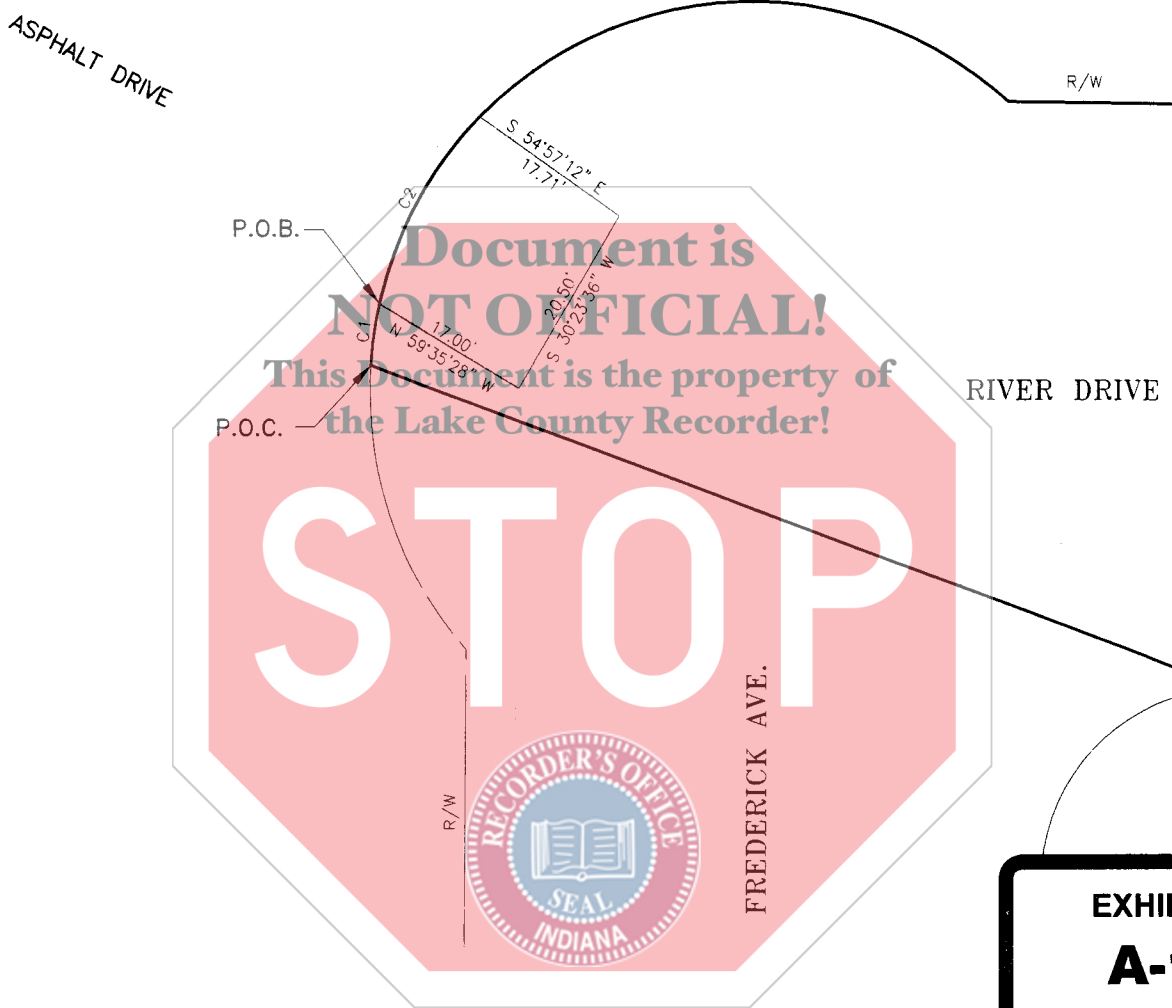 ASPHALT DRIVE
R/W
S 54°57'12" E
17.71'
C2
P.O.B.
Document is
NOT OFFICIAL!
20.50'
S 30°23'36" W
17.00'
N 59°35'28" W
C1
This Document is the property of
the Lake County Recorder!
RIVER DRIVE
P.O.C.
STOP
FREDERICK AVE.
R/W
RECORDER'S OFFICE
SEAL
INDIANA